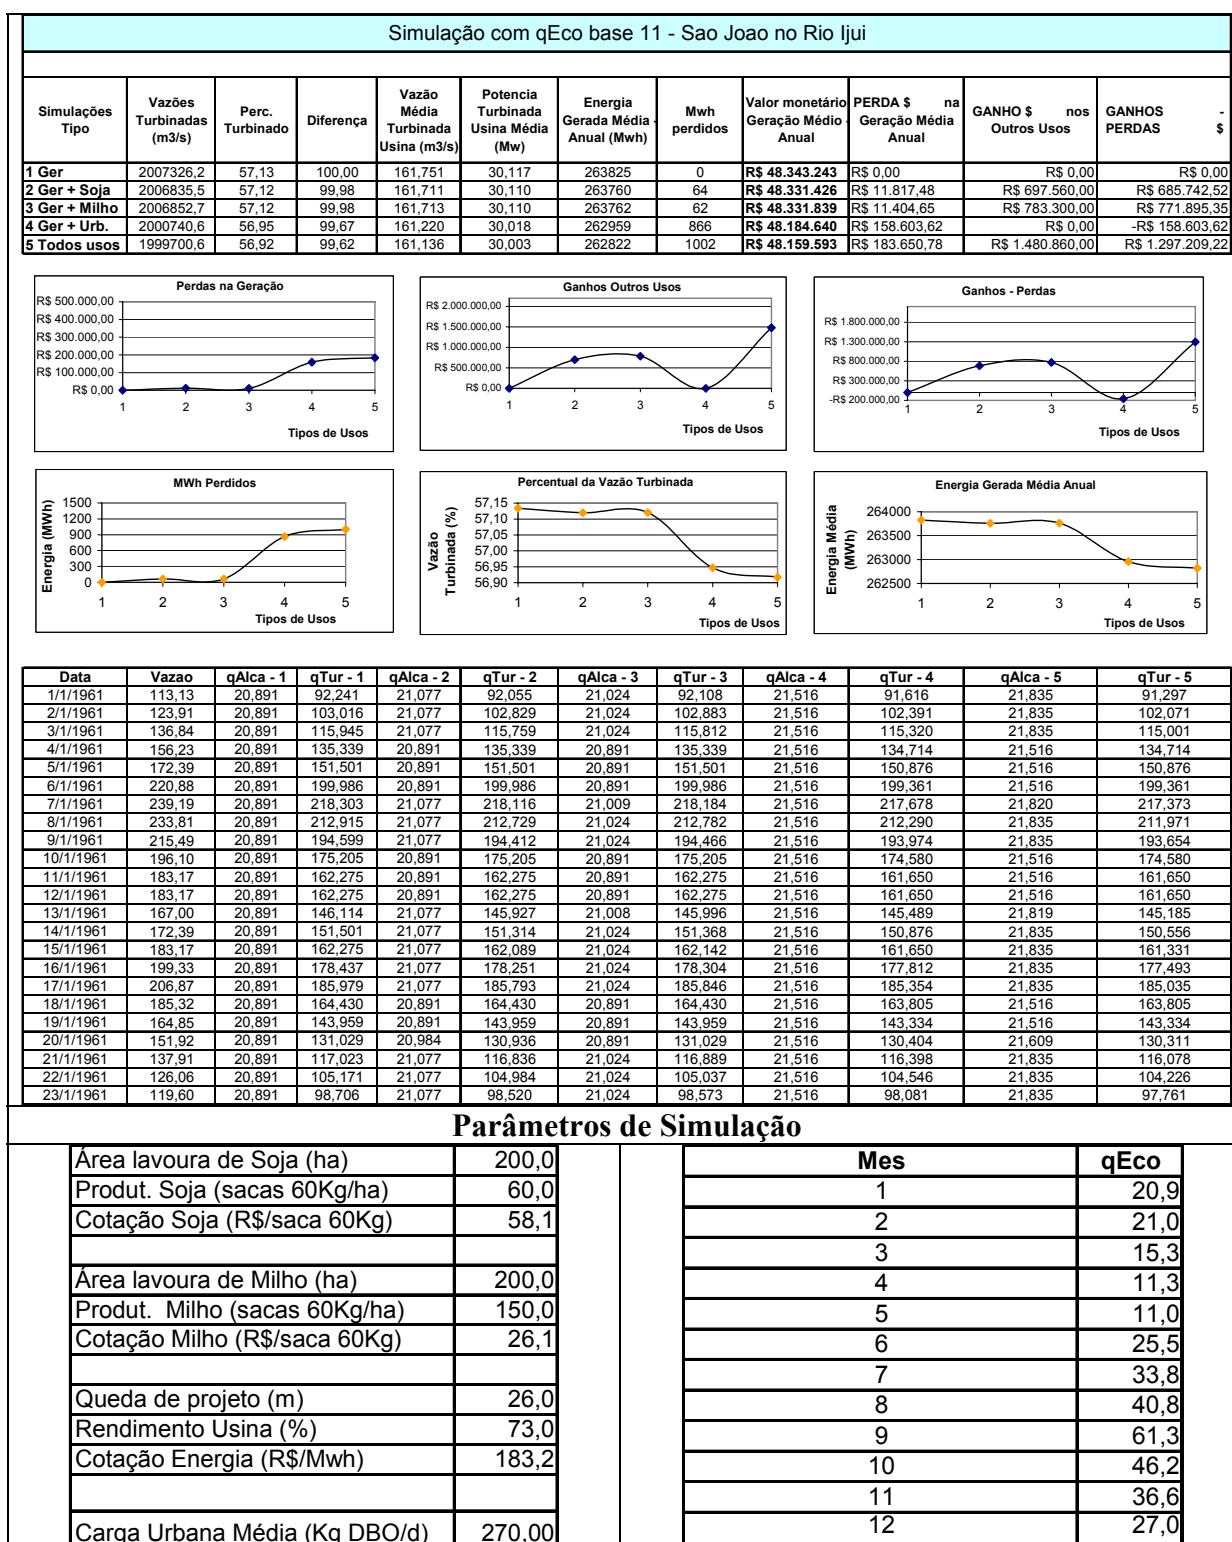 Simulação com qEco base 11 - Sao Joao no Rio Ijui
Simulações Tipo | Vazões Turbinadas (m3/s) | Perc. Turbinado | Diferença | Vazão Média Turbinada Usina (m3/s) | Potencia Turbinada Usina Média (Mw) | Energia Gerada Média - Anual (Mwh) | Mwh perdidos | Valor monetário Geração Médio - Anual | PERDA $ na Geração Média Anual | GANHO $ nos Outros Usos | GANHOS - PERDAS $
1 Ger | 2007326,2 | 57,13 | 100,00 | 161,751 | 30,117 | 263825 | 0 | R$ 48.343.243 | R$ 0,00 | R$ 0,00 | R$ 0,00
2 Ger + Soja | 2006835,5 | 57,12 | 99,98 | 161,711 | 30,110 | 263760 | 64 | R$ 48.331.426 | R$ 11.817,48 | R$ 697.560,00 | R$ 685.742,52
3 Ger + Milho | 2006852,7 | 57,12 | 99,98 | 161,713 | 30,110 | 263762 | 62 | R$ 48.331.839 | R$ 11.404,65 | R$ 783.300,00 | R$ 771.895,35
4 Ger + Urb. | 2000740,6 | 56,95 | 99,67 | 161,220 | 30,018 | 262959 | 866 | R$ 48.184.640 | R$ 158.603,62 | R$ 0,00 | -R$ 158.603,62
5 Todos usos | 1999700,6 | 56,92 | 99,62 | 161,136 | 30,003 | 262822 | 1002 | R$ 48.159.593 | R$ 183.650,78 | R$ 1.480.860,00 | R$ 1.297.209,22
Perdas na Geração
R$ 500.000,00
R$ 400.000,00
R$ 300.000,00
R$ 200.000,00
R$ 100.000,00
R$ 0,00
1 2 3 4 5
Tipos de Usos
Ganhos Outros Usos
R$ 2.000.000,00
R$ 1.500.000,00
R$ 1.000.000,00
R$ 500.000,00
R$ 0,00
1 2 3 4 5
Tipos de Usos
Ganhos - Perdas
R$ 1.800.000,00
R$ 1.300.000,00
R$ 800.000,00
R$ 300.000,00
-R$ 200.000,00
1 2 3 4 5
Tipos de Usos
MWh Perdidos
Energia (MWh)
1500
1200
900
600
300
0
1 2 3 4 5
Tipos de Usos
Percentual da Vazão Turbinada
Vazão
Turbinada (%)
57,15
57,10
57,05
57,00
56,95
56,90
1 2 3 4 5
Tipos de Usos
Energia Gerada Média Anual
Energia Média
(MWh)
264000
263500
263000
262500
1 2 3 4 5
Tipos de Usos
Data | Vazao | qAlca - 1 | qTur - 1 | qAlca - 2 | qTur - 2 | qAlca - 3 | qTur - 3 | qAlca - 4 | qTur - 4 | qAlca - 5 | qTur - 5
1/1/1961 | 113,13 | 20,891 | 92,241 | 21,077 | 92,055 | 21,024 | 92,108 | 21,516 | 91,616 | 21,835 | 91,297
2/1/1961 | 123,91 | 20,891 | 103,016 | 21,077 | 102,829 | 21,024 | 102,883 | 21,516 | 102,391 | 21,835 | 102,071
3/1/1961 | 136,84 | 20,891 | 115,945 | 21,077 | 115,759 | 21,024 | 115,812 | 21,516 | 115,320 | 21,835 | 115,001
4/1/1961 | 156,23 | 20,891 | 135,339 | 20,891 | 135,339 | 20,891 | 135,339 | 21,516 | 134,714 | 21,516 | 134,714
5/1/1961 | 172,39 | 20,891 | 151,501 | 20,891 | 151,501 | 20,891 | 151,501 | 21,516 | 150,876 | 21,516 | 150,876
6/1/1961 | 220,88 | 20,891 | 199,986 | 20,891 | 199,986 | 20,891 | 199,986 | 21,516 | 199,361 | 21,516 | 199,361
7/1/1961 | 239,19 | 20,891 | 218,303 | 21,077 | 218,116 | 21,009 | 218,184 | 21,516 | 217,678 | 21,820 | 217,373
8/1/1961 | 233,81 | 20,891 | 212,915 | 21,077 | 212,729 | 21,024 | 212,782 | 21,516 | 212,290 | 21,835 | 211,971
9/1/1961 | 215,49 | 20,891 | 194,599 | 21,077 | 194,412 | 21,024 | 194,466 | 21,516 | 193,974 | 21,835 | 193,654
10/1/1961 | 196,10 | 20,891 | 175,205 | 20,891 | 175,205 | 20,891 | 175,205 | 21,516 | 174,580 | 21,516 | 174,580
11/1/1961 | 183,17 | 20,891 | 162,275 | 20,891 | 162,275 | 20,891 | 162,275 | 21,516 | 161,650 | 21,516 | 161,650
12/1/1961 | 183,17 | 20,891 | 162,275 | 20,891 | 162,275 | 20,891 | 162,275 | 21,516 | 161,650 | 21,516 | 161,650
13/1/1961 | 167,00 | 20,891 | 146,114 | 21,077 | 145,927 | 21,008 | 145,996 | 21,516 | 145,489 | 21,819 | 145,185
14/1/1961 | 172,39 | 20,891 | 151,501 | 21,077 | 151,314 | 21,024 | 151,368 | 21,516 | 150,876 | 21,835 | 150,556
15/1/1961 | 183,17 | 20,891 | 162,275 | 21,077 | 162,089 | 21,024 | 162,142 | 21,516 | 161,650 | 21,835 | 161,331
16/1/1961 | 199,33 | 20,891 | 178,437 | 21,077 | 178,251 | 21,024 | 178,304 | 21,516 | 177,812 | 21,835 | 177,493
17/1/1961 | 206,87 | 20,891 | 185,979 | 21,077 | 185,793 | 21,024 | 185,846 | 21,516 | 185,354 | 21,835 | 185,035
18/1/1961 | 185,32 | 20,891 | 164,430 | 20,891 | 164,430 | 20,891 | 164,430 | 21,516 | 163,805 | 21,516 | 163,805
19/1/1961 | 164,85 | 20,891 | 143,959 | 20,891 | 143,959 | 20,891 | 143,959 | 21,516 | 143,334 | 21,516 | 143,334
20/1/1961 | 151,92 | 20,891 | 131,029 | 20,984 | 130,936 | 20,891 | 131,029 | 21,516 | 130,404 | 21,609 | 130,311
21/1/1961 | 137,91 | 20,891 | 117,023 | 21,077 | 116,836 | 21,024 | 116,889 | 21,516 | 116,398 | 21,835 | 116,078
22/1/1961 | 126,06 | 20,891 | 105,171 | 21,077 | 104,984 | 21,024 | 105,037 | 21,516 | 104,546 | 21,835 | 104,226
23/1/1961 | 119,60 | 20,891 | 98,706 | 21,077 | 98,520 | 21,024 | 98,573 | 21,516 | 98,081 | 21,835 | 97,761
Parâmetros de Simulação
Área lavoura de Soja (ha) | 200,0
Produt. Soja (sacas 60Kg/ha) | 60,0
Cotação Soja (R$/saca 60Kg) | 58,1
Área lavoura de Milho (ha) | 200,0
Produt. Milho (sacas 60Kg/ha) | 150,0
Cotação Milho (R$/saca 60Kg) | 26,1
Queda de projeto (m) | 26,0
Rendimento Usina (%) | 73,0
Cotação Energia (R$/Mwh) | 183,2
Carga Urbana Média (Kg DBO/d) | 270,00
Mes | qEco
1 | 20,9
2 | 21,0
3 | 15,3
4 | 11,3
5 | 11,0
6 | 25,5
7 | 33,8
8 | 40,8
9 | 61,3
10 | 46,2
11 | 36,6
12 | 27,0